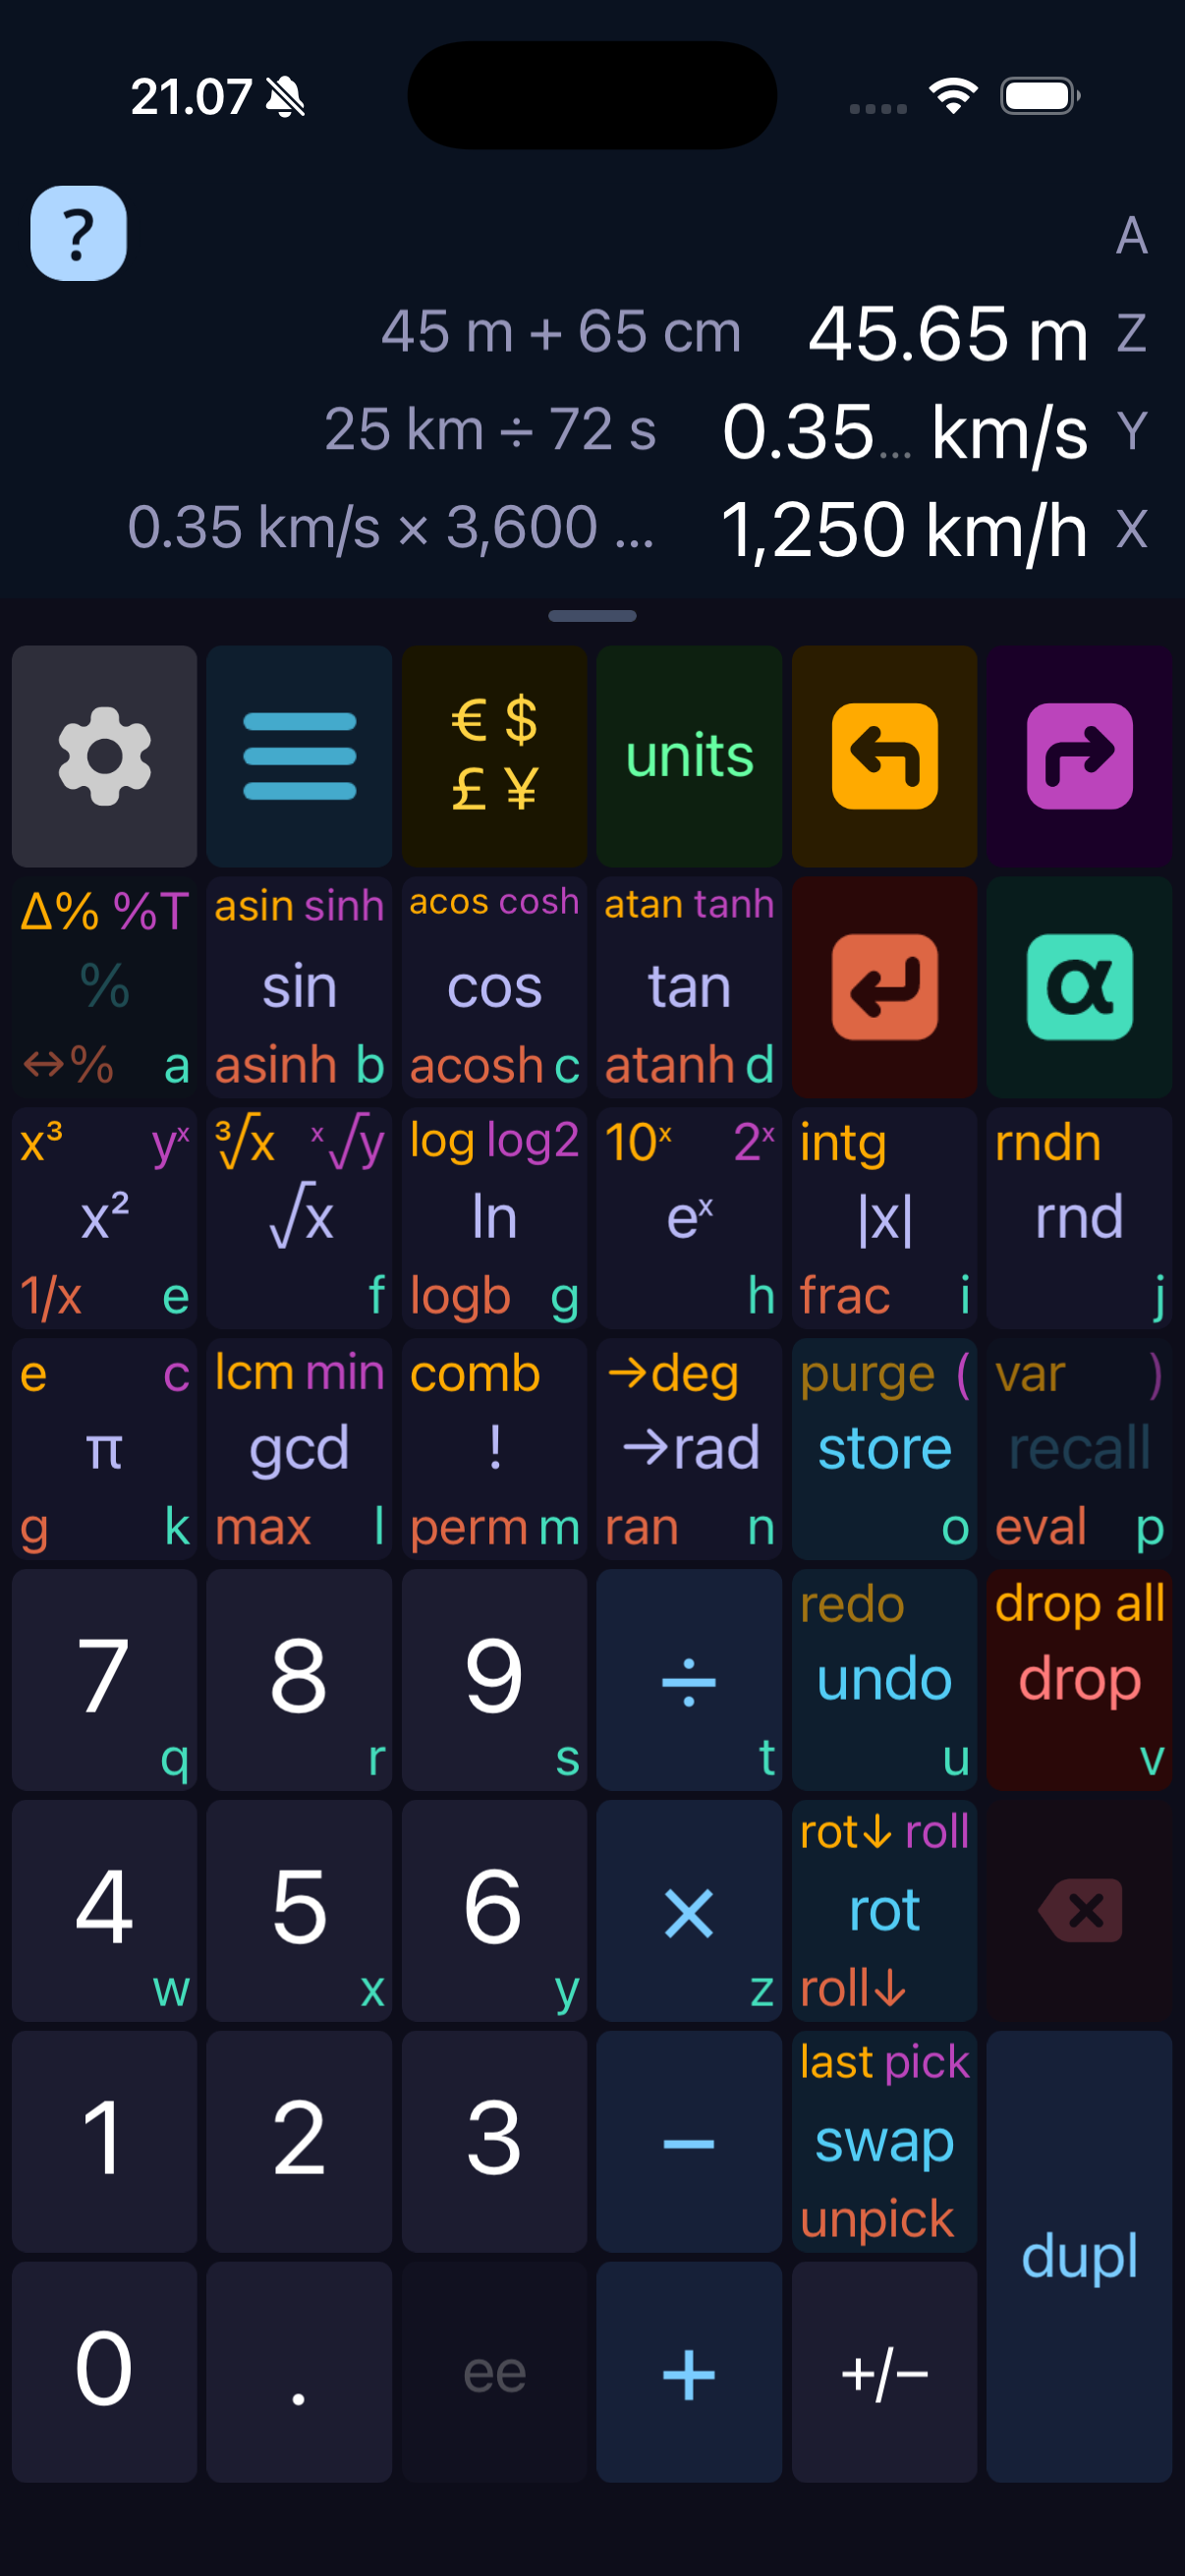 21.07
?
A
45 m + 65 cm 45.65 m Z
25 km ÷ 72 s 0.35... km/s Y
0.35 km/s × 3,600 ... 1,250 km/h X
€ $
£ ¥
units
Δ% %T asin sinh acos cosh atan tanh
% sin cos tan α
↔% a asinh b acosh c atanh d
x³ yˣ ³√x ˣ√y log log2 10ˣ 2ˣ intg rndn
x² √x ln eˣ |x| rnd
1/x e f logb g h frac i j
e c lcm min comb →deg purge ( var )
π gcd ! →rad store recall
g k max l perm m ran n o eval p
redo drop all
7 8 9 ÷ undo drop
q r s t u v
rot↓ roll
4 5 6 × rot
w x y z roll↓
last pick
1 2 3 − swap
unpick
dupl
0 . ee + +/−